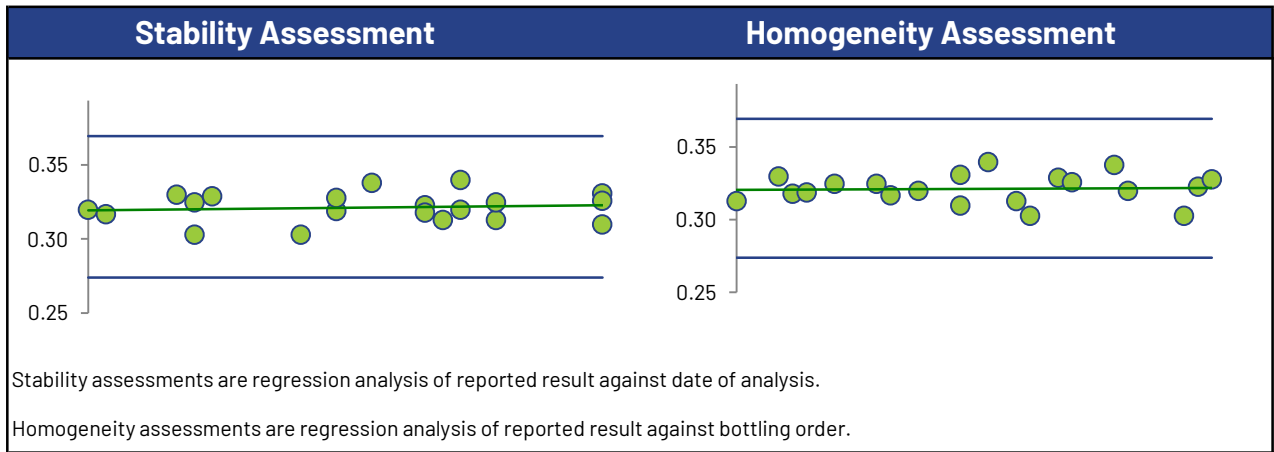 Stability Assessment
Homogeneity Assessment
0.35
0.30
0.25
0.35
0.30
0.25
Stability assessments are regression analysis of reported result against date of analysis.
Homogeneity assessments are regression analysis of reported result against bottling order.